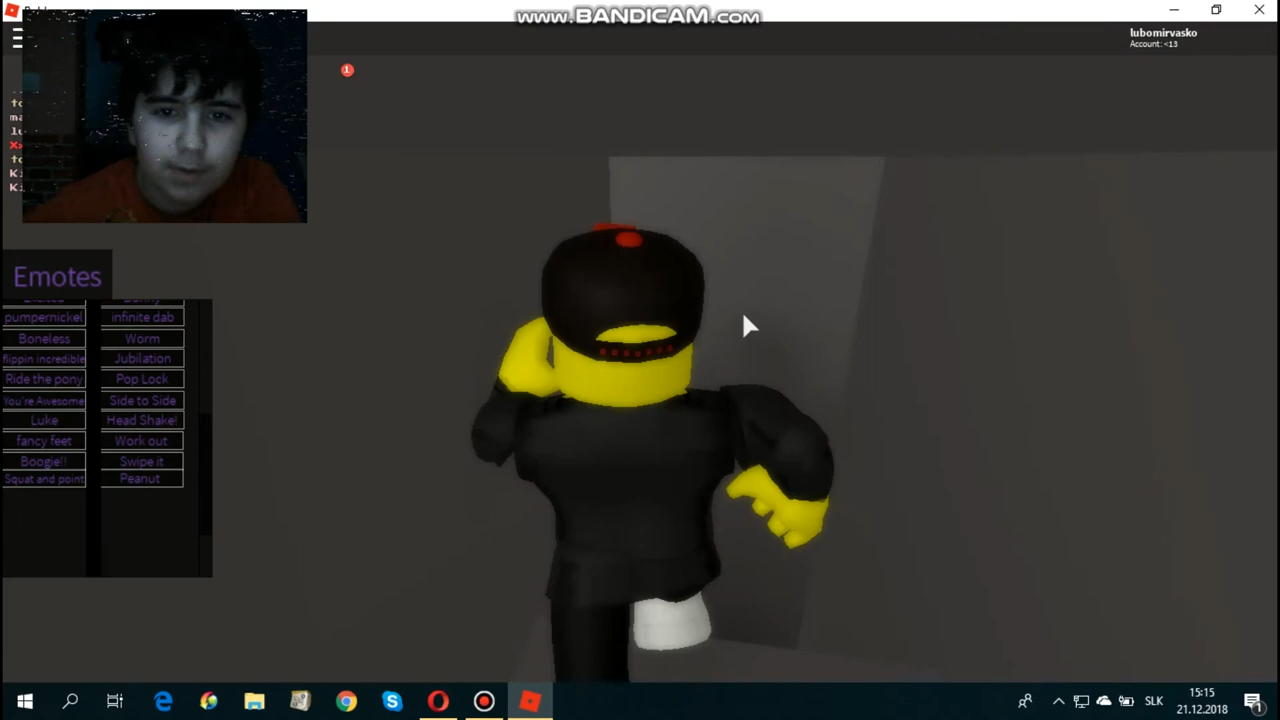 www.BANDICAM.com
lubomirvasko
Account: <13
1
Emotes
pumpernickel
infinite dab
Boneless
Worm
flippin incredible
Jubilation
Ride the pony
Pop Lock
You're Awesome
Side to Side
Luke
Head Shake!
fancy feet
Work out
Boogie!!
Swipe it
Squat and point
Peanut
SLK
15:15
21.12.2018
1